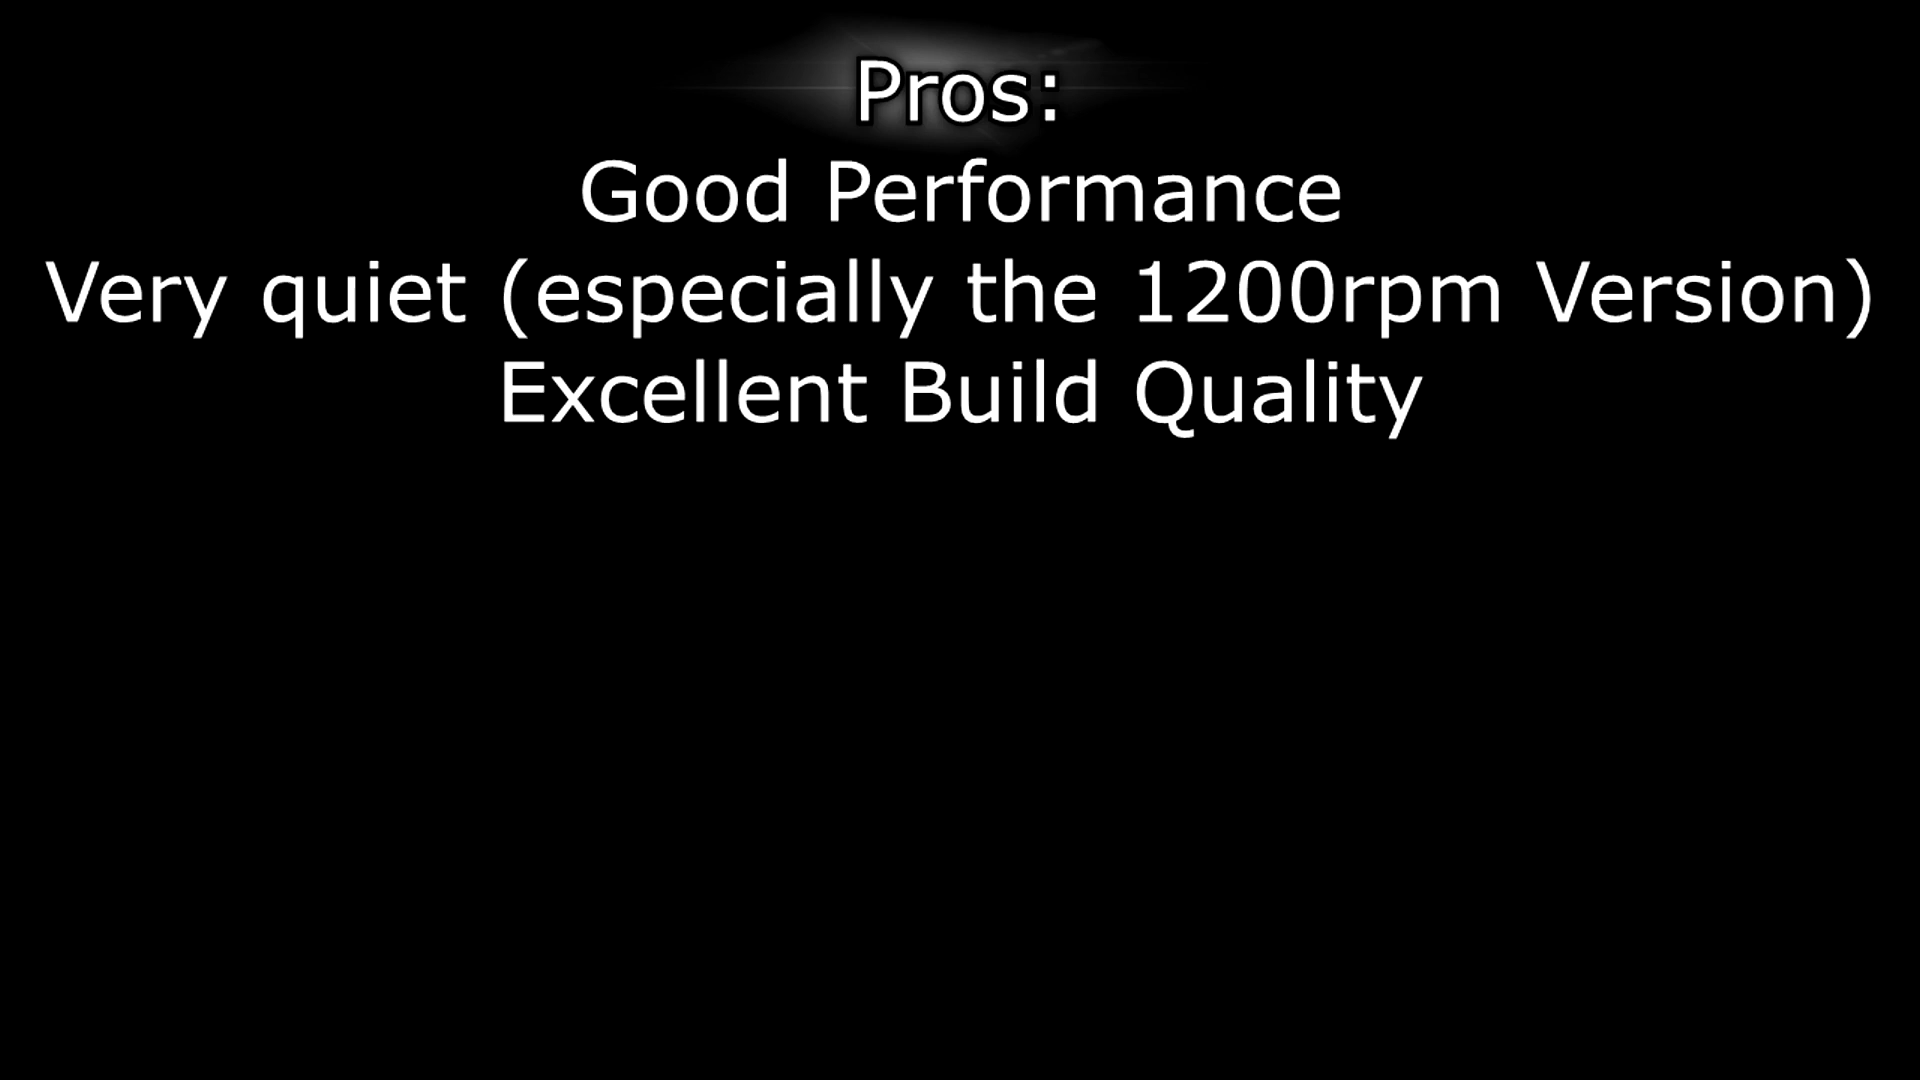 Pros:
Good Performance
Very quiet (especially the 1200rpm Version)
Excellent Build Quality